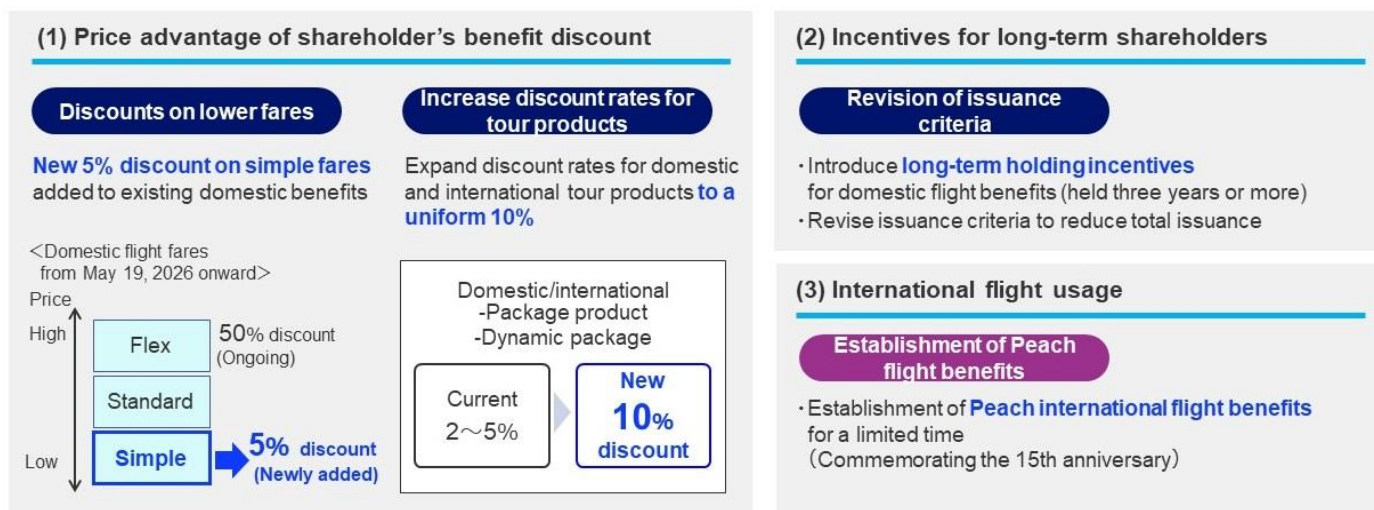 (1) Price advantage of shareholder's benefit discount
Discounts on lower fares
New 5% discount on simple fares
added to existing domestic benefits
<Domestic flight fares
from May 19, 2026 onward>
Price
High
Low
Flex
50% discount
(Ongoing)
Standard
Simple
5% discount
(Newly added)
Increase discount rates for
tour products
Expand discount rates for domestic
and international tour products to a
uniform 10%
Domestic/international
-Package product
-Dynamic package
Current
2～5%
New
10%
discount
(2) Incentives for long-term shareholders
Revision of issuance
criteria
・Introduce long-term holding incentives
for domestic flight benefits (held three years or more)
・Revise issuance criteria to reduce total issuance
(3) International flight usage
Establishment of Peach
flight benefits
・Establishment of Peach international flight benefits
for a limited time
（Commemorating the 15th anniversary）